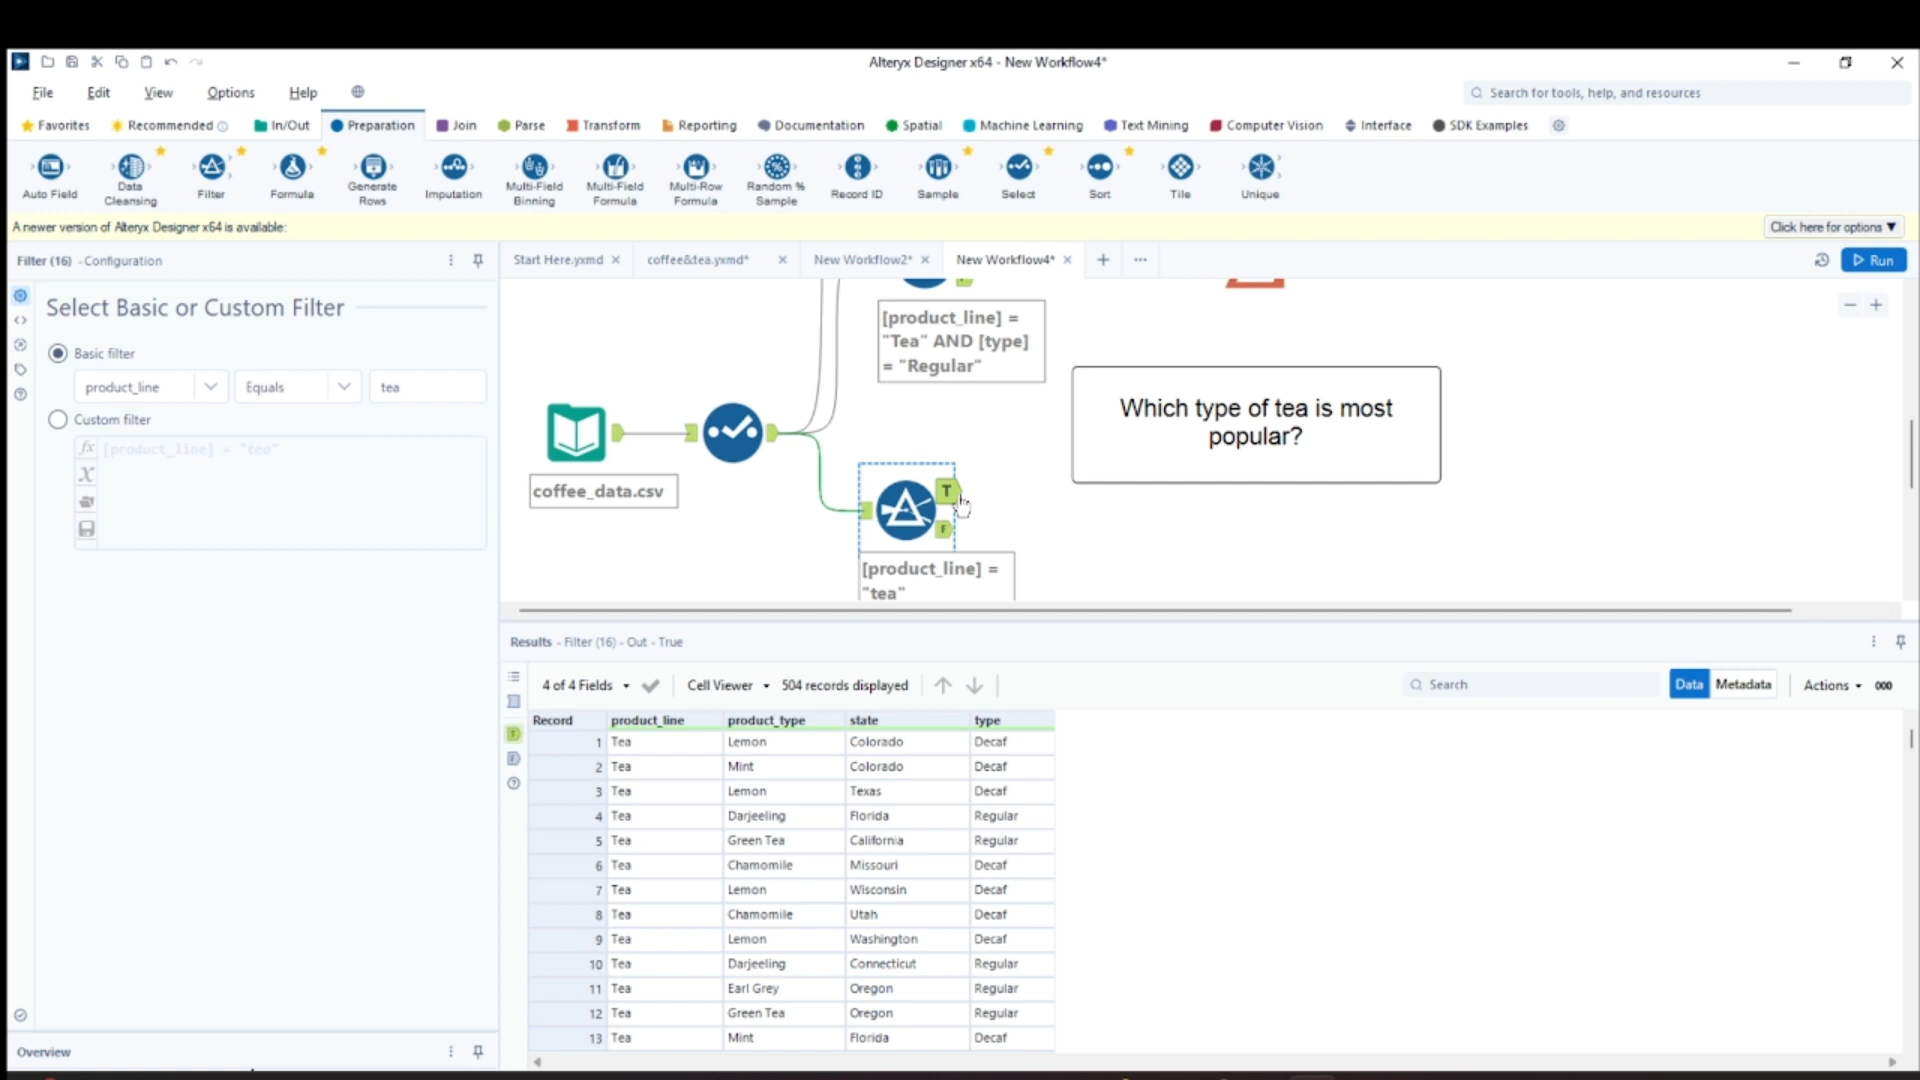 Alteryx Designer x64 - New Workflow4*
File Edit View Options Help
Search for tools, help, and resources
Favorites Recommended In/Out Preparation Join Parse Transform Reporting Documentation Spatial Machine Learning Text Mining Computer Vision Interface SDK Examples
Auto Field
Data
Cleansing
Filter
Formula
Generate
Rows
Imputation
Multi-Field
Binning
Multi-Field
Formula
Multi-Row
Formula
Random %
Sample
Record ID
Sample
Select
Sort
Tile
Unique
A newer version of Alteryx Designer x64 is available:
Click here for options ▼
Filter (16) - Configuration
Start Here.yxmd
coffee&tea.yxmd*
New Workflow2*
New Workflow4*
Run
Select Basic or Custom Filter
Basic filter
product_line Equals tea
Custom filter
fx [product_line] = "tea"
X
[product_line] =
"Tea" AND [type]
= "Regular"
Which type of tea is most
popular?
coffee_data.csv
T
F
[product_line] =
"tea"
Results - Filter (16) - Out - True
4 of 4 Fields Cell Viewer 504 records displayed
Search
Data Metadata Actions 000
T
F
Record product_line product_type state type
1 Tea Lemon Colorado Decaf
2 Tea Mint Colorado Decaf
3 Tea Lemon Texas Decaf
4 Tea Darjeeling Florida Regular
5 Tea Green Tea California Regular
6 Tea Chamomile Missouri Decaf
7 Tea Lemon Wisconsin Decaf
8 Tea Chamomile Utah Decaf
9 Tea Lemon Washington Decaf
10 Tea Darjeeling Connecticut Regular
11 Tea Earl Grey Oregon Regular
12 Tea Green Tea Oregon Regular
13 Tea Mint Florida Decaf
Overview